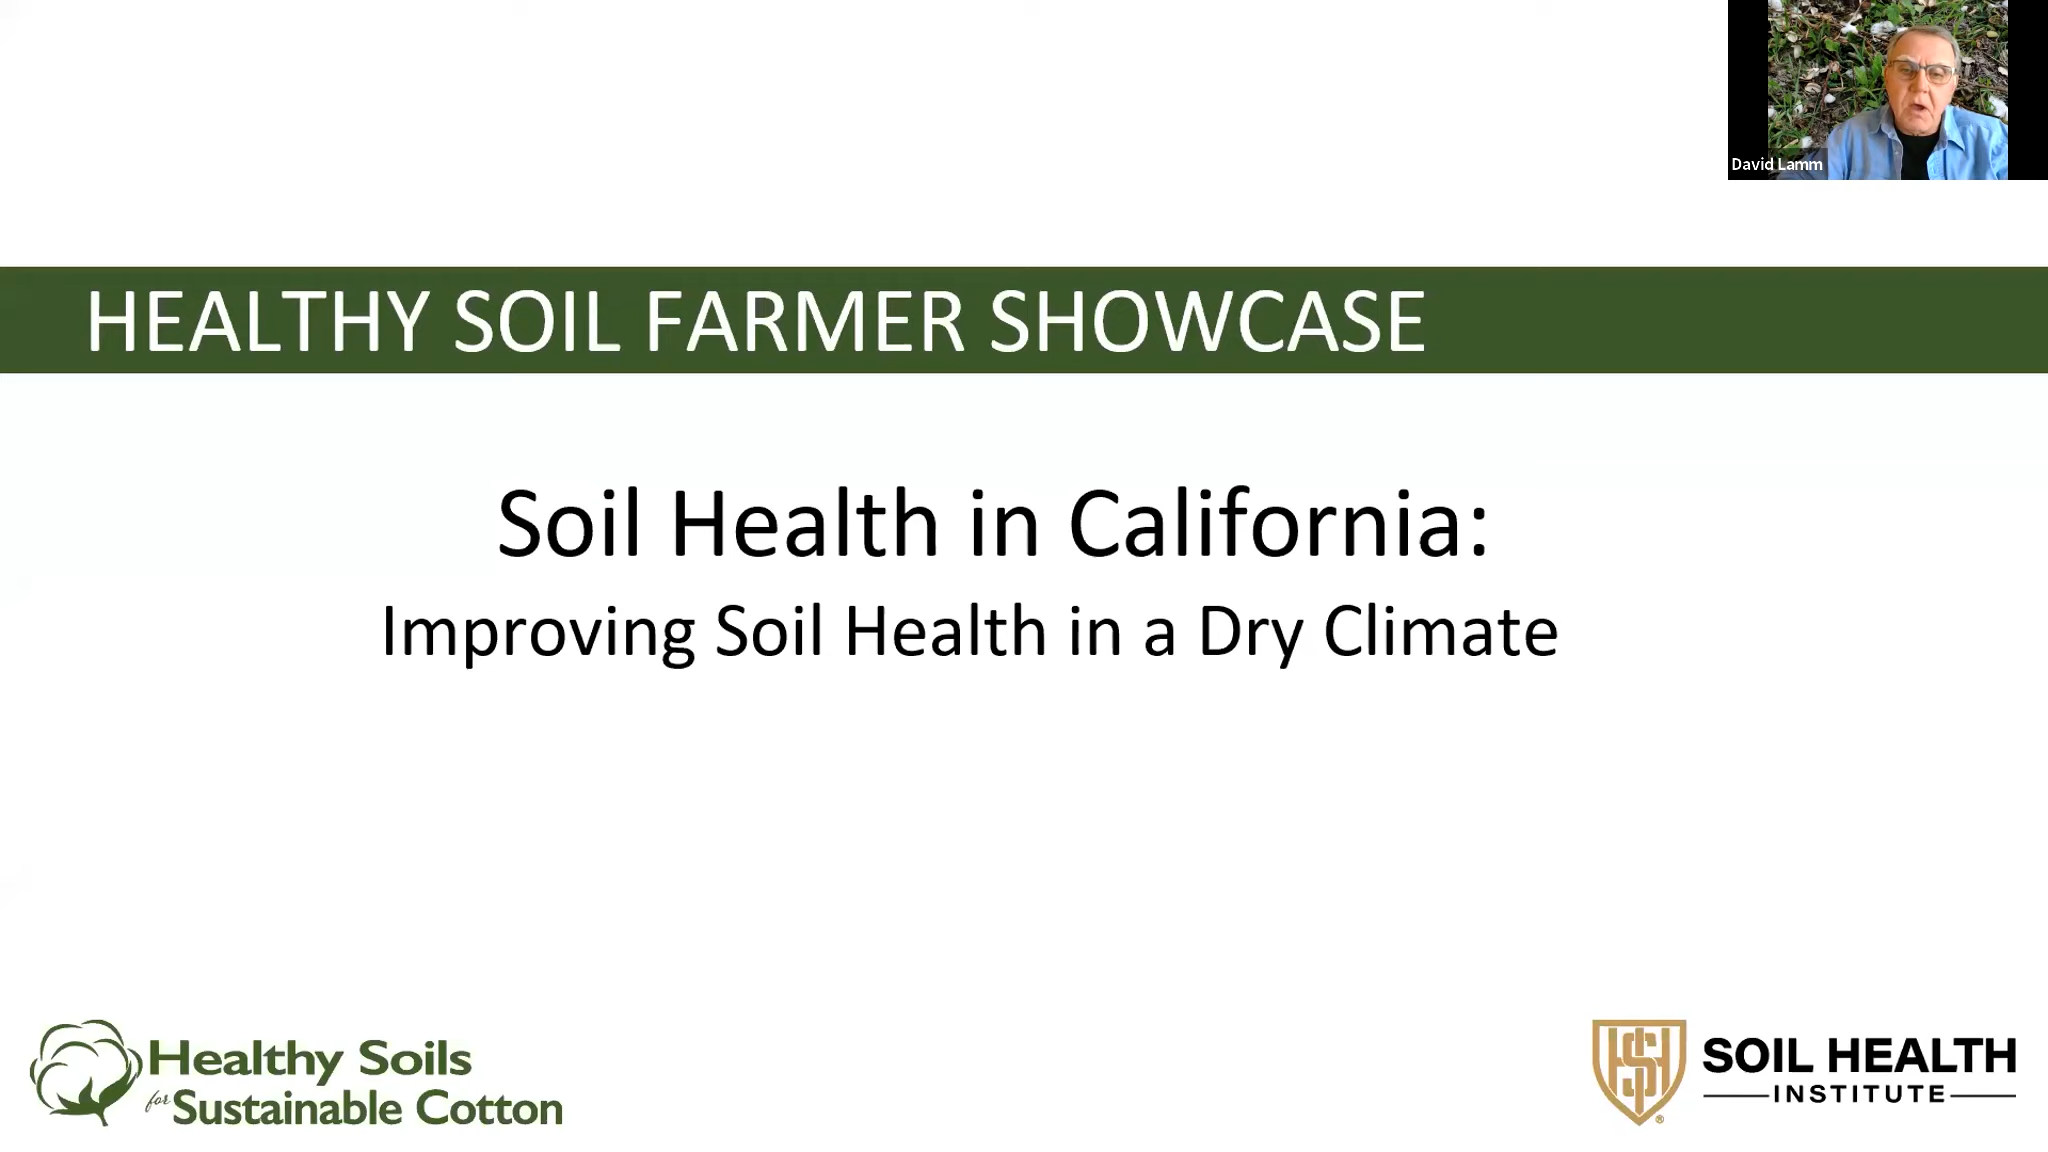 David Lamm
HEALTHY SOIL FARMER SHOWCASE
Soil Health in California:
Improving Soil Health in a Dry Climate
Healthy Soils
for Sustainable Cotton
SOIL HEALTH
INSTITUTE
®